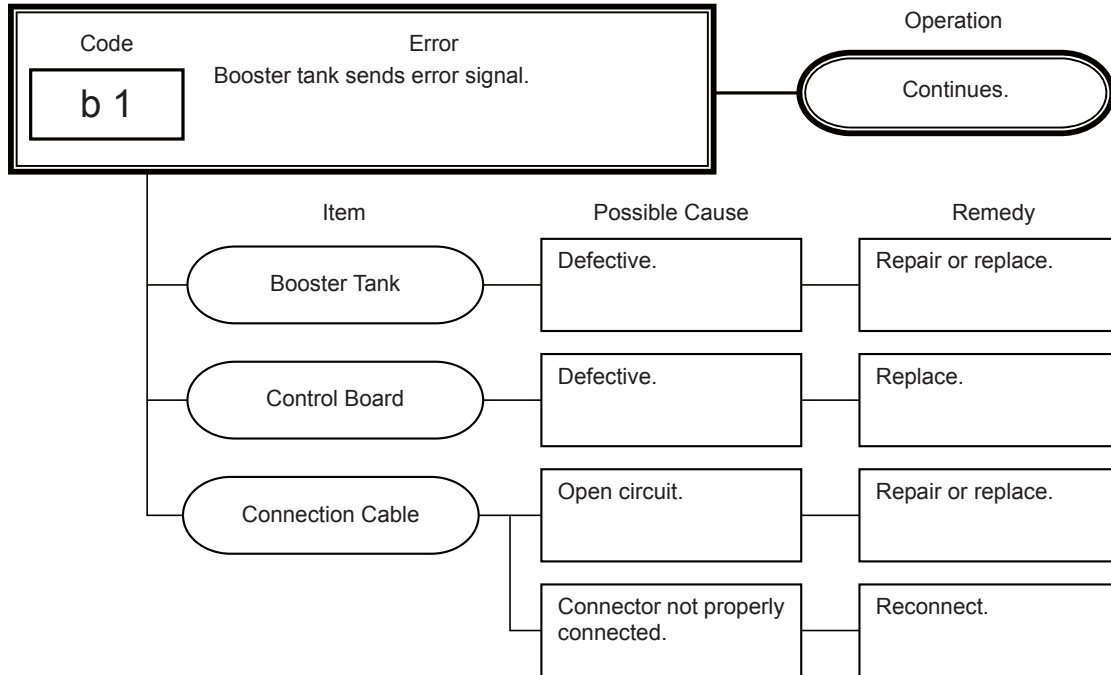 Code
Error
Operation
b 1
Booster tank sends error signal.
Continues.
Item
Possible Cause
Remedy
Booster Tank
Defective.
Repair or replace.
Control Board
Defective.
Replace.
Connection Cable
Open circuit.
Repair or replace.
Connector not properly
connected.
Reconnect.